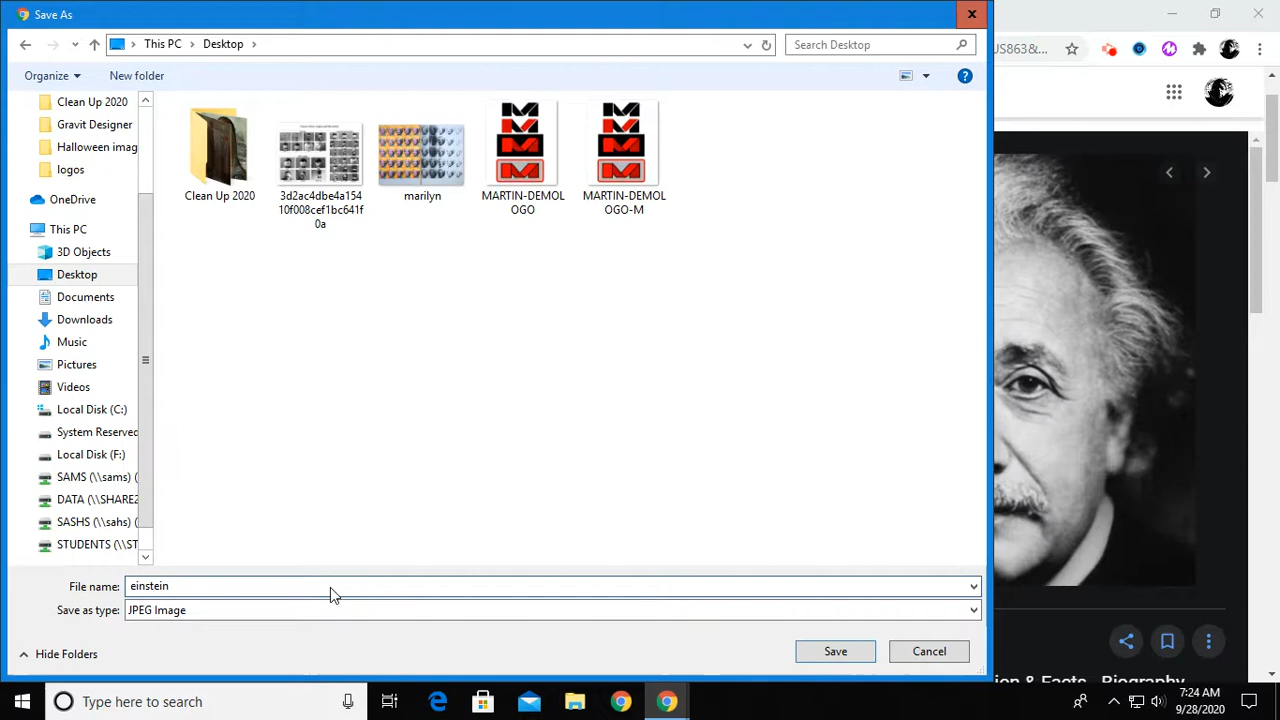 Save As
This PC
Desktop
Search Desktop
US863&...
Organize
New folder
Clean Up 2020
Gravit Designer
Halloween imag
logos
OneDrive
This PC
3D Objects
Desktop
Documents
Downloads
Music
Pictures
Videos
Local Disk (C:)
System Reserved
Local Disk (F:)
SAMS (\\sams) (
DATA (\\SHARE2
SASHS (\\sahs) (
STUDENTS (\\ST
Clean Up 2020
3d2ac4dbe4a154
10f008cef1bc641f
0a
marilyn
MARTIN-DEMOL
OGO
MARTIN-DEMOL
OGO-M
File name: einstein
Save as type: JPEG Image
Hide Folders
Save
Cancel
ion & Facts - Biography
Type here to search
7:24 AM
9/28/2020